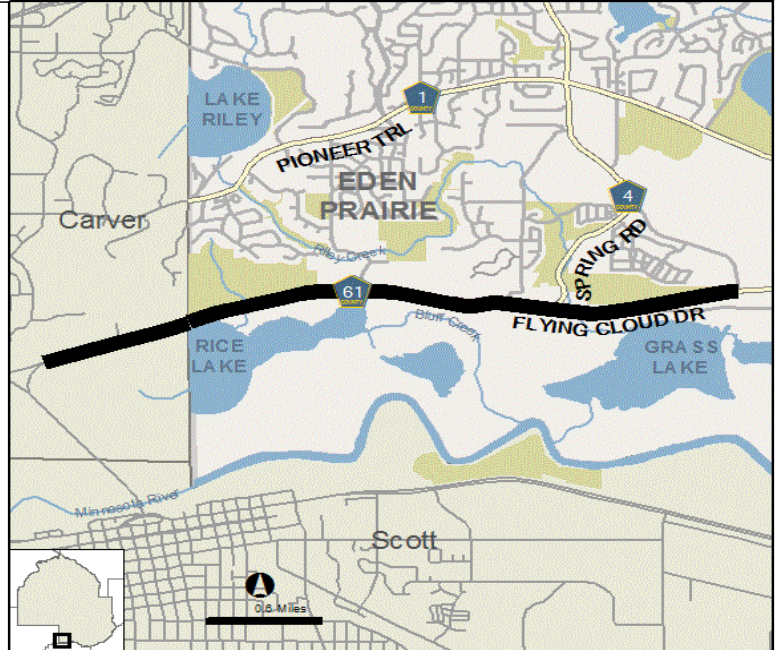 LAKE
RILEY
1
COUNTY
PIONEER TRL
EDEN
PRAIRIE
4
COUNTY
Carver
SPRING RD
Riley Creek
61
COUNTY
Bluff Creek
FLYING CLOUD DR
RICE
LAKE
GRASS
LAKE
Minnesota River
Scott
A
0.6 Miles